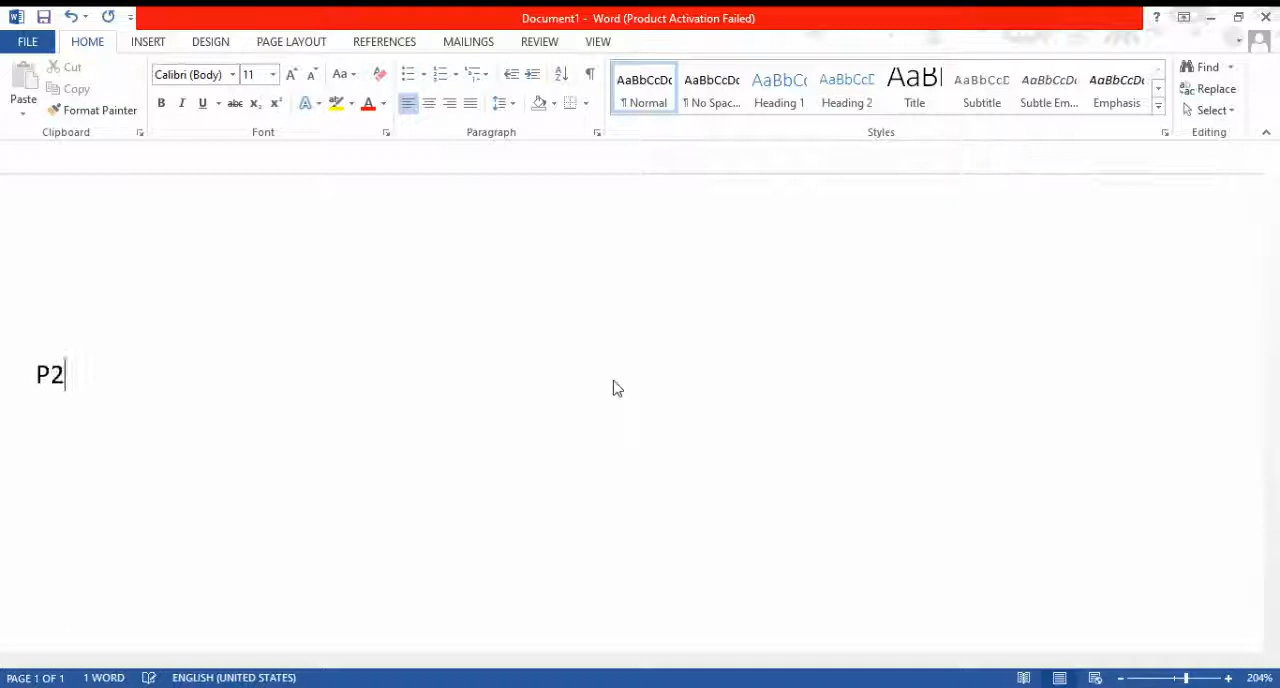 Document1 - Word (Product Activation Failed)
FILE HOME INSERT DESIGN PAGE LAYOUT REFERENCES MAILINGS REVIEW VIEW
Paste
Cut
Copy
Format Painter
Clipboard
Calibri (Body) 11
Font
Paragraph
AaBbCcDc AaBbCcDc AaBbC AaBbCcD AaB AaBbCcD AaBbCcDc AaBbCcDc
¶ Normal ¶ No Spac... Heading 1 Heading 2 Title Subtitle Subtle Em... Emphasis
Styles
Find
Replace
Select
Editing
P2
PAGE 1 OF 1 1 WORD ENGLISH (UNITED STATES) 204%